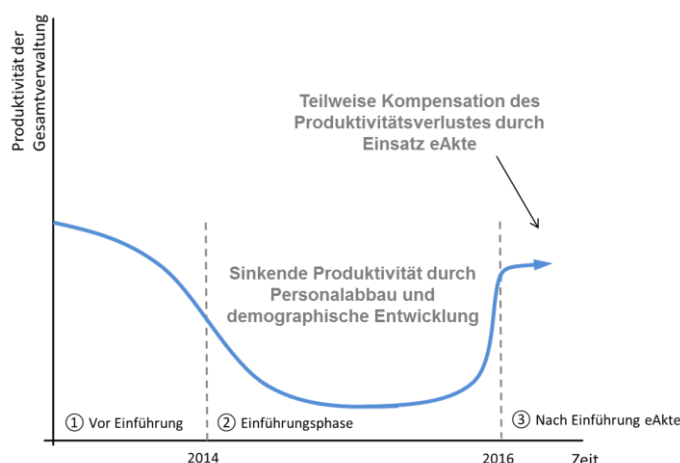 Produktivität der
Gesamtverwaltung
Teilweise Kompensation des
Produktivitätsverlustes durch
Einsatz eAkte
Sinkende Produktivität durch
Personalabbau und
demographische Entwicklung
① Vor Einführung
② Einführungsphase
③ Nach Einführung eAkte
2014
2016
Zeit